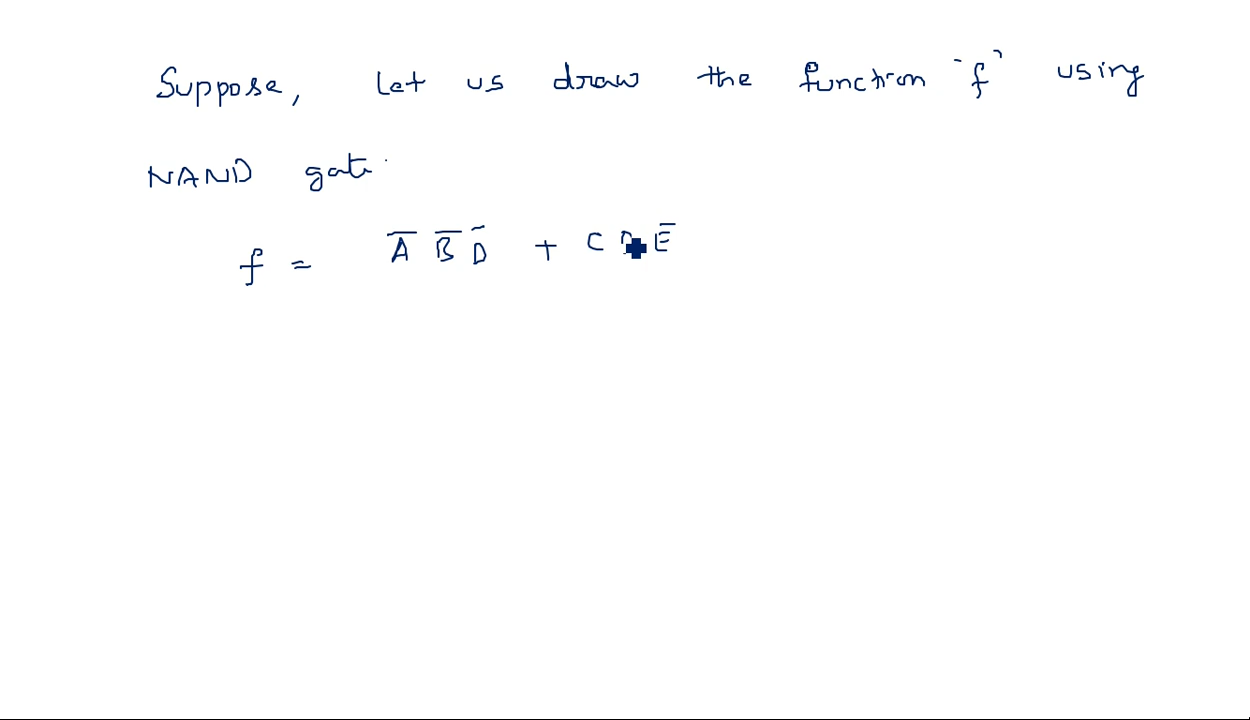 Suppose, let us draw the function 'f' using
NAND gate
f = A̅ B̅ D̅ + C E̅